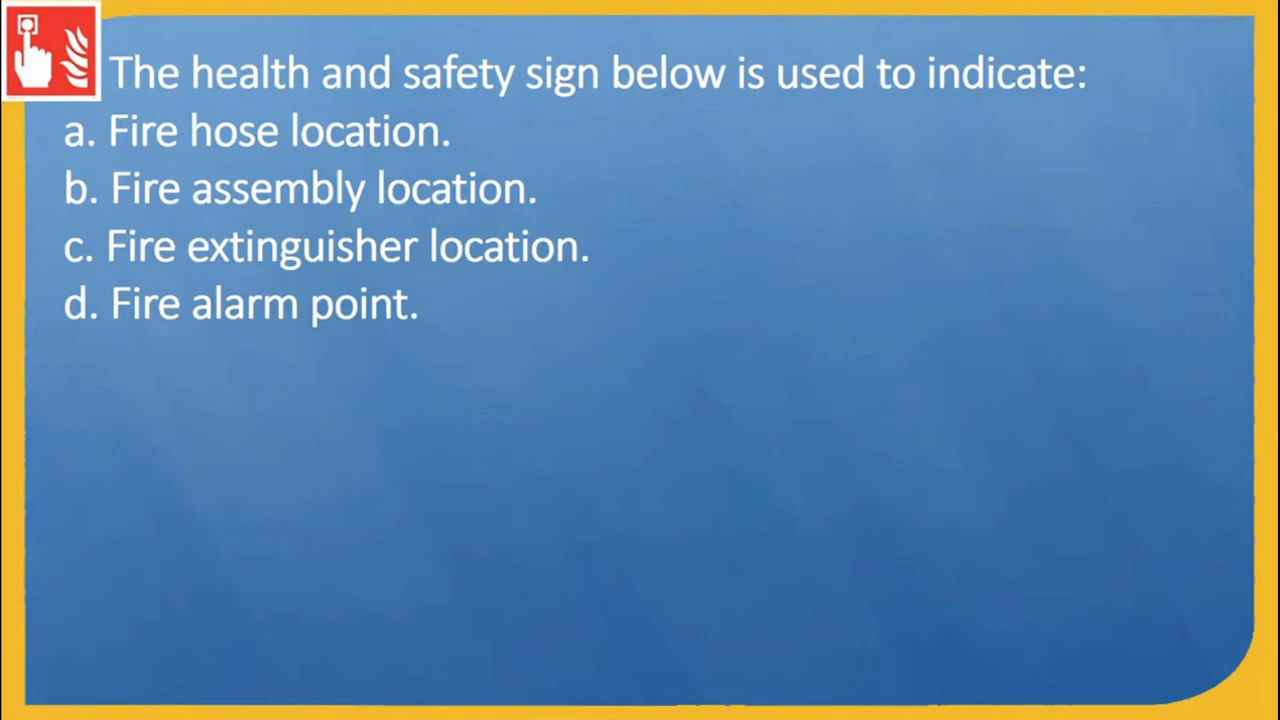 The health and safety sign below is used to indicate:
a. Fire hose location.
b. Fire assembly location.
c. Fire extinguisher location.
d. Fire alarm point.